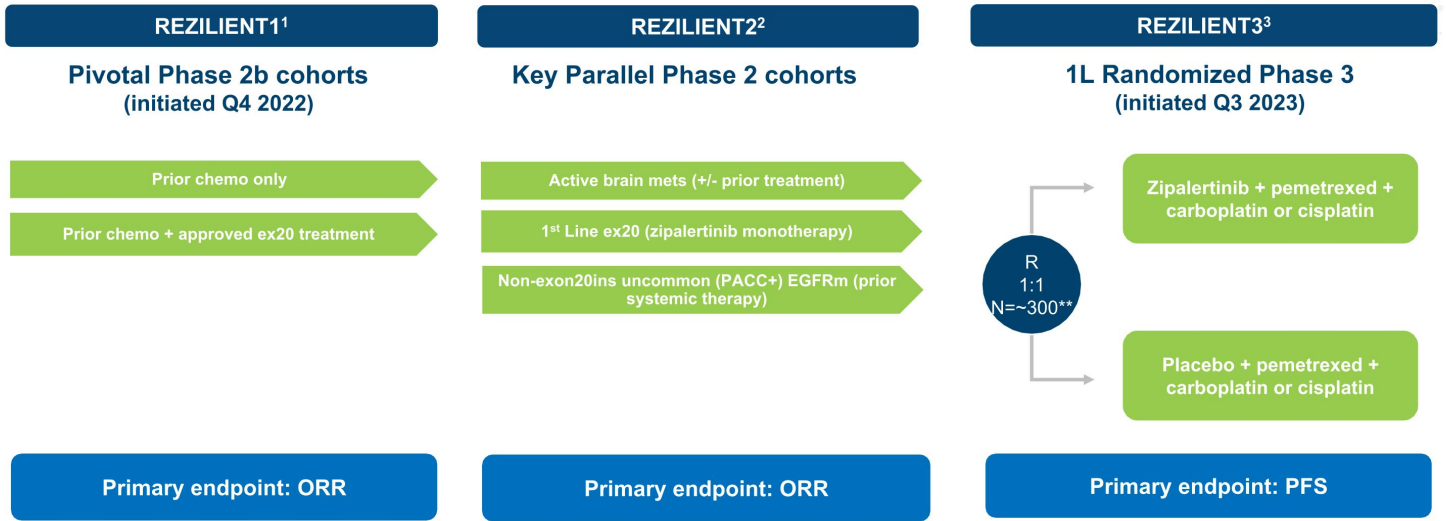 REZILIENT1¹
Pivotal Phase 2b cohorts
(initiated Q4 2022)
Prior chemo only
Prior chemo + approved ex20 treatment
Primary endpoint: ORR
REZILIENT2²
Key Parallel Phase 2 cohorts
Active brain mets (+/- prior treatment)
1ˢᵗ Line ex20 (zipalertinib monotherapy)
Non-exon20ins uncommon (PACC+) EGFRm (prior
systemic therapy)
Primary endpoint: ORR
REZILIENT3³
1L Randomized Phase 3
(initiated Q3 2023)
R
1:1
N=~300**
Zipalertinib + pemetrexed +
carboplatin or cisplatin
Placebo + pemetrexed +
carboplatin or cisplatin
Primary endpoint: PFS